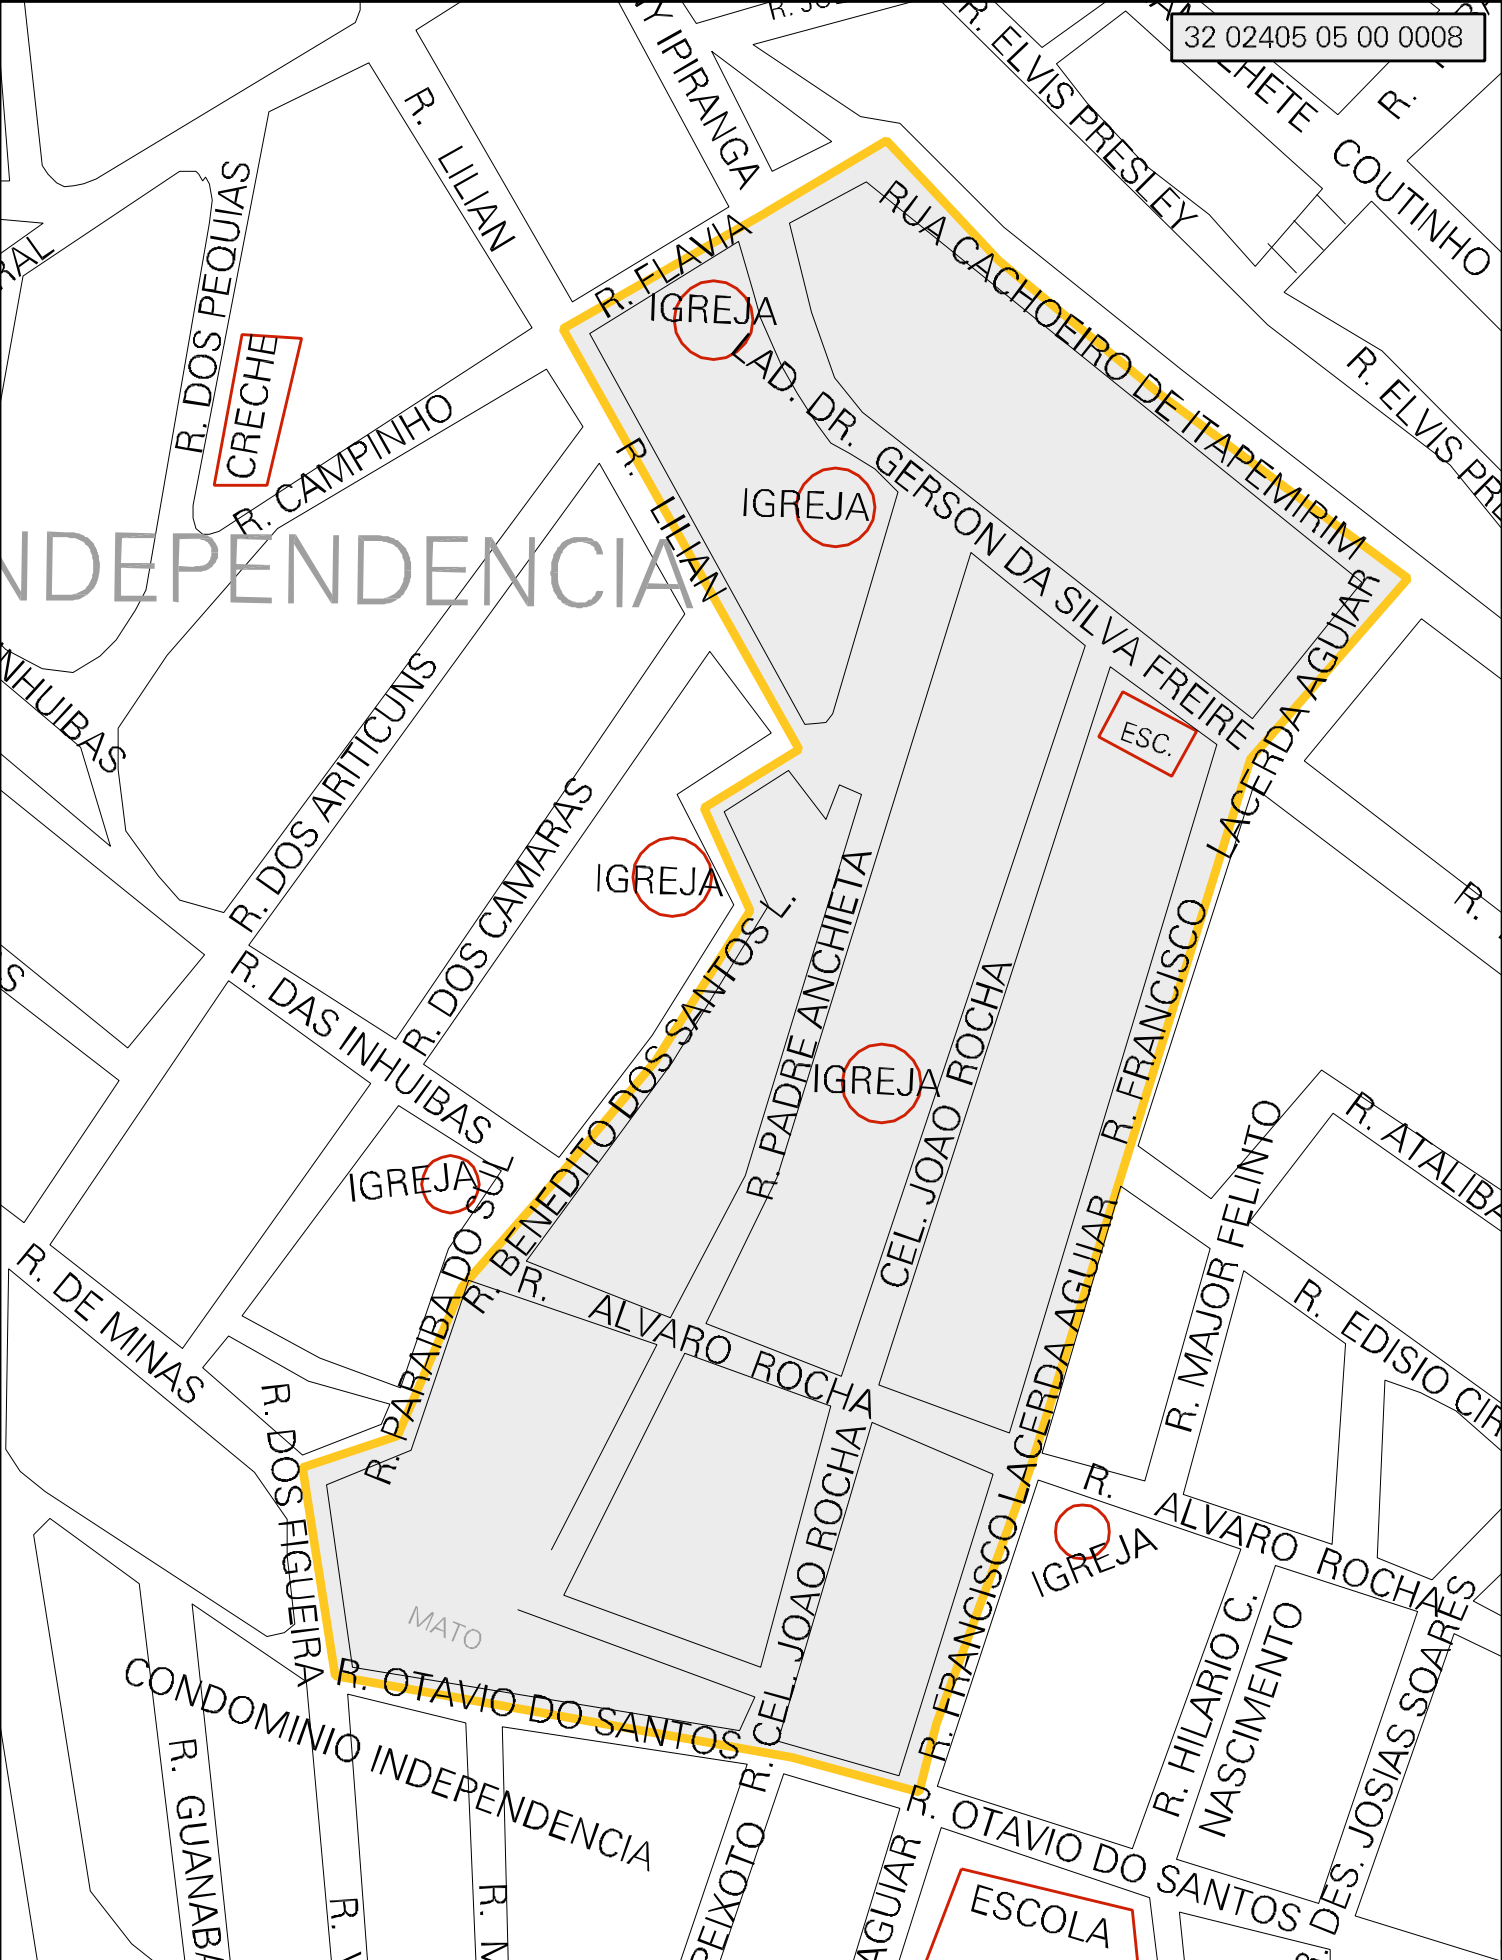 32 02405 05 00 0008
Y IPIRANGA
R. ELVIS PRESLEY
LHETE COUTINHO
R.
R. LILIAN
R. DOS PEQUIAS
RAL
R. FLAVIA
RUA CACHOEIRO DE ITAPEMIRIM
IGREJA
LAD. DR. GERSON DA SILVA FREIRE
CRECHE
R. CAMPINHO
R. ELVIS PRE
R. LILIAN
IGREJA
NDEPENDENCIA
LACERDA AGUIAR
NHUIBAS
R. DOS ARITICUNS
ESC.
R. DOS CAMARAS
IGREJA
R. PADRE ANCHIETA
R.
R. FRANCISCO
S
R. DAS INHUIBAS
R. BENEDITO DOS SANTOS L.
CEL. JOAO ROCHA
IGREJA
R. MAJOR FELINTO
R. ATALIBA
IGREJA
R. PARAIBA DO SUL
R. DE MINAS
R. ALVARO ROCHA
R. EDISIO CIR
R. FRANCISCO LACERDA AGUIAR
R. DOS FIGUEIRA
R. CEL. JOAO ROCHA
R. ALVARO ROCHA
IGREJA
MATO
R. HILARIO C.
NASCIMENTO
R. DES. JOSIAS SOARES
R. OTAVIO DO SANTOS
CONDOMINIO INDEPENDENCIA
R. GUANABA
R. OTAVIO DO SANTOS
PEIXOTO
AGUIAR
ESCOLA
R.
R. M